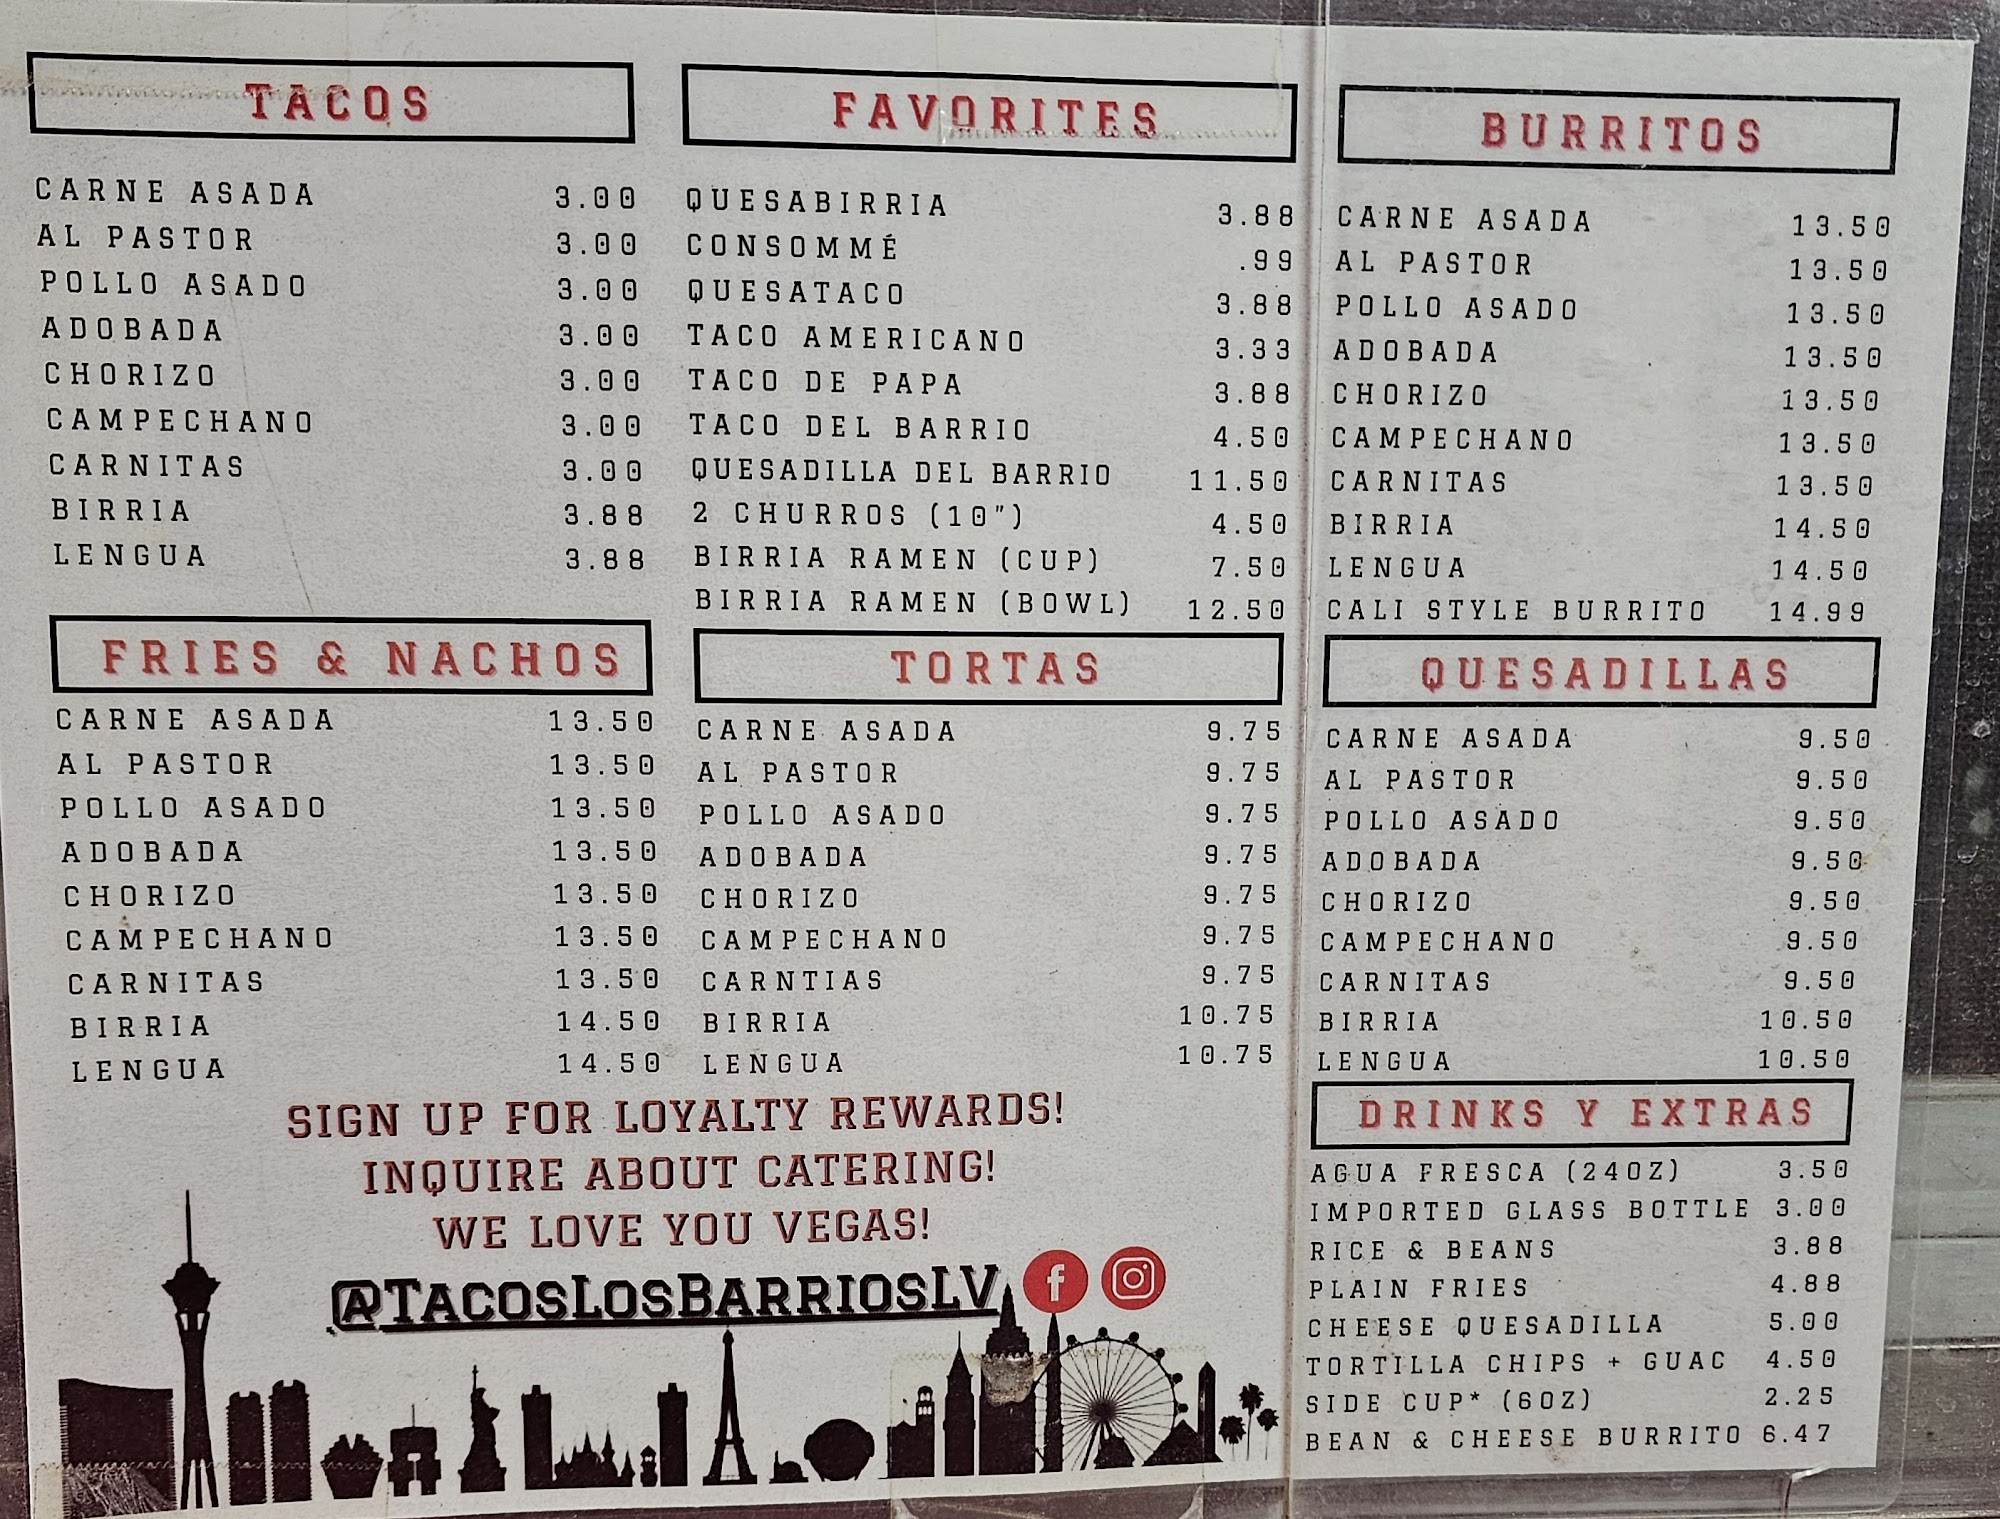 TACOS
CARNE ASADA 3.00
AL PASTOR 3.00
POLLO ASADO 3.00
ADOBADA 3.00
CHORIZO 3.00
CAMPECHANO 3.00
CARNITAS 3.00
BIRRIA 3.88
LENGUA 3.88
FRIES & NACHOS
CARNE ASADA 13.50
AL PASTOR 13.50
POLLO ASADO 13.50
ADOBADA 13.50
CHORIZO 13.50
CAMPECHANO 13.50
CARNITAS 13.50
BIRRIA 14.50
LENGUA 14.50
FAVORITES
QUESABIRRIA 3.88
CONSOMMÉ .99
QUESATACO 3.88
TACO AMERICANO 3.33
TACO DE PAPA 3.88
TACO DEL BARRIO 4.50
QUESADILLA DEL BARRIO 11.50
2 CHURROS (10") 4.50
BIRRIA RAMEN (CUP) 7.50
BIRRIA RAMEN (BOWL) 12.50
TORTAS
CARNE ASADA 9.75
AL PASTOR 9.75
POLLO ASADO 9.75
ADOBADA 9.75
CHORIZO 9.75
CAMPECHANO 9.75
CARNTIAS 9.75
BIRRIA 10.75
LENGUA 10.75
BURRITOS
CARNE ASADA 13.50
AL PASTOR 13.50
POLLO ASADO 13.50
ADOBADA 13.50
CHORIZO 13.50
CAMPECHANO 13.50
CARNITAS 13.50
BIRRIA 14.50
LENGUA 14.50
CALI STYLE BURRITO 14.99
QUESADILLAS
CARNE ASADA 9.50
AL PASTOR 9.50
POLLO ASADO 9.50
ADOBADA 9.50
CHORIZO 9.50
CAMPECHANO 9.50
CARNITAS 9.50
BIRRIA 10.50
LENGUA 10.50
DRINKS Y EXTRAS
AGUA FRESCA (24OZ) 3.50
IMPORTED GLASS BOTTLE 3.00
RICE & BEANS 3.88
PLAIN FRIES 4.88
CHEESE QUESADILLA 5.00
TORTILLA CHIPS + GUAC 4.50
SIDE CUP* (6OZ) 2.25
BEAN & CHEESE BURRITO 6.47
SIGN UP FOR LOYALTY REWARDS!
INQUIRE ABOUT CATERING!
WE LOVE YOU VEGAS!
@TACOSLOSBARRIOSLV